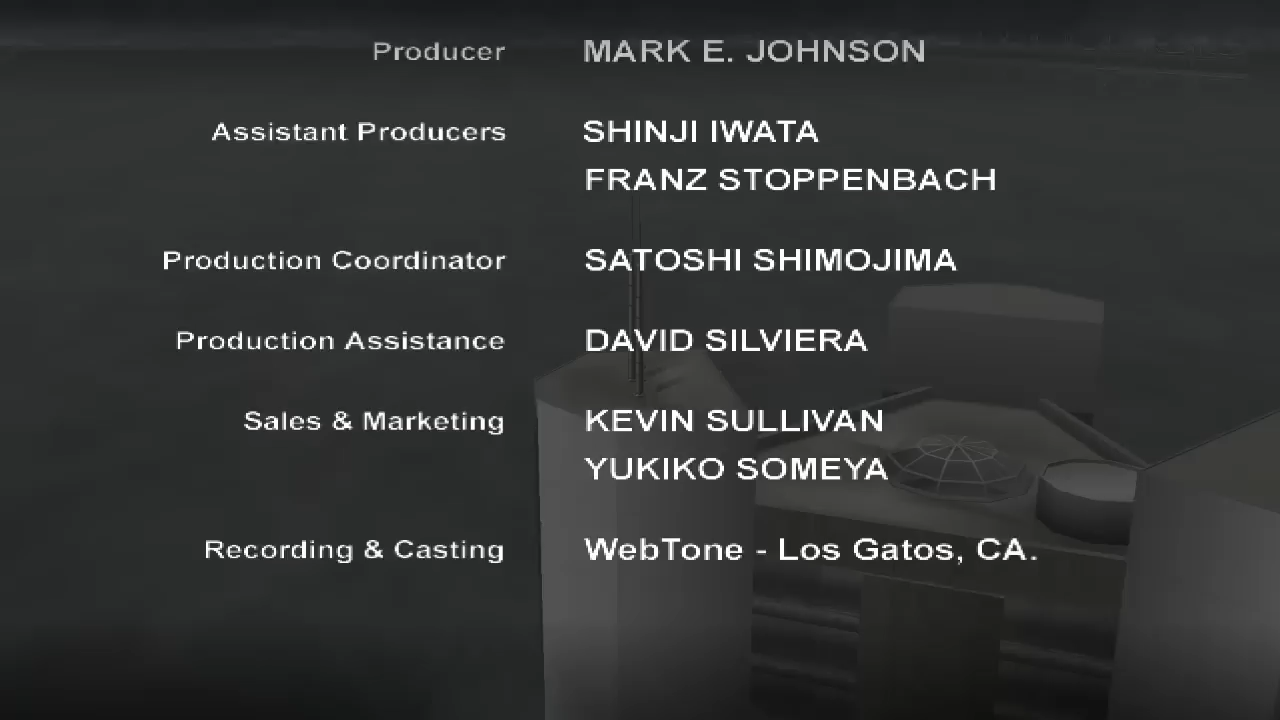 Producer MARK E. JOHNSON
Assistant Producers SHINJI IWATA
FRANZ STOPPENBACH
Production Coordinator SATOSHI SHIMOJIMA
Production Assistance DAVID SILVIERA
Sales & Marketing KEVIN SULLIVAN
YUKIKO SOMEYA
Recording & Casting WebTone - Los Gatos, CA.